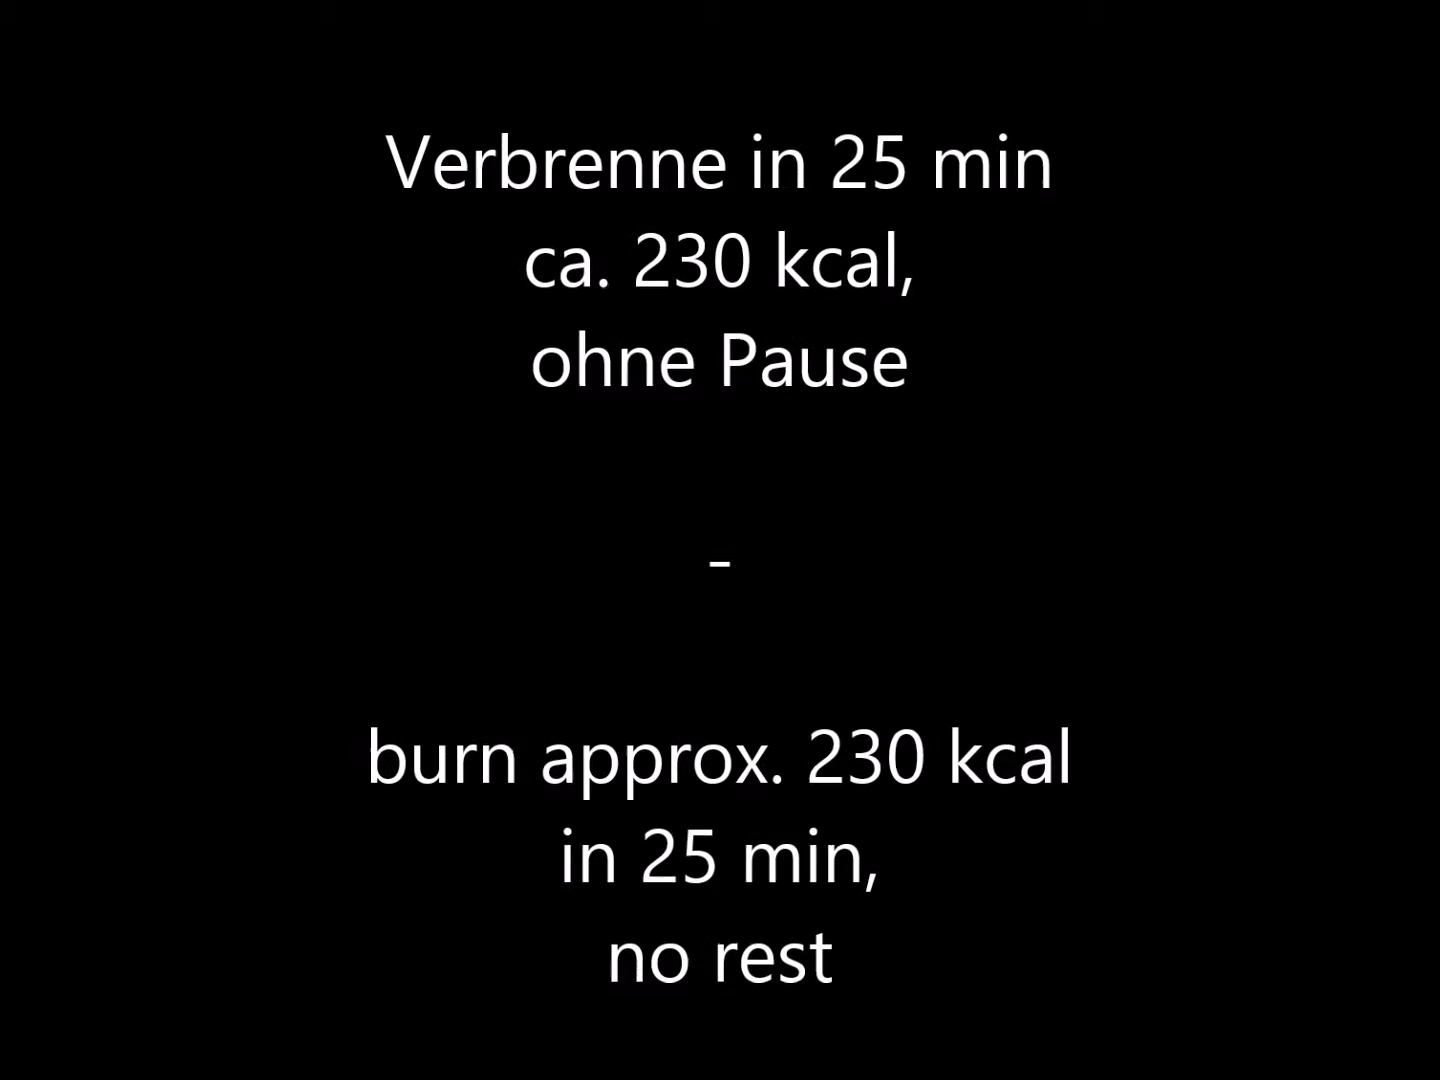 Verbrenne in 25 min
ca. 230 kcal,
ohne Pause
-
burn approx. 230 kcal
in 25 min,
no rest